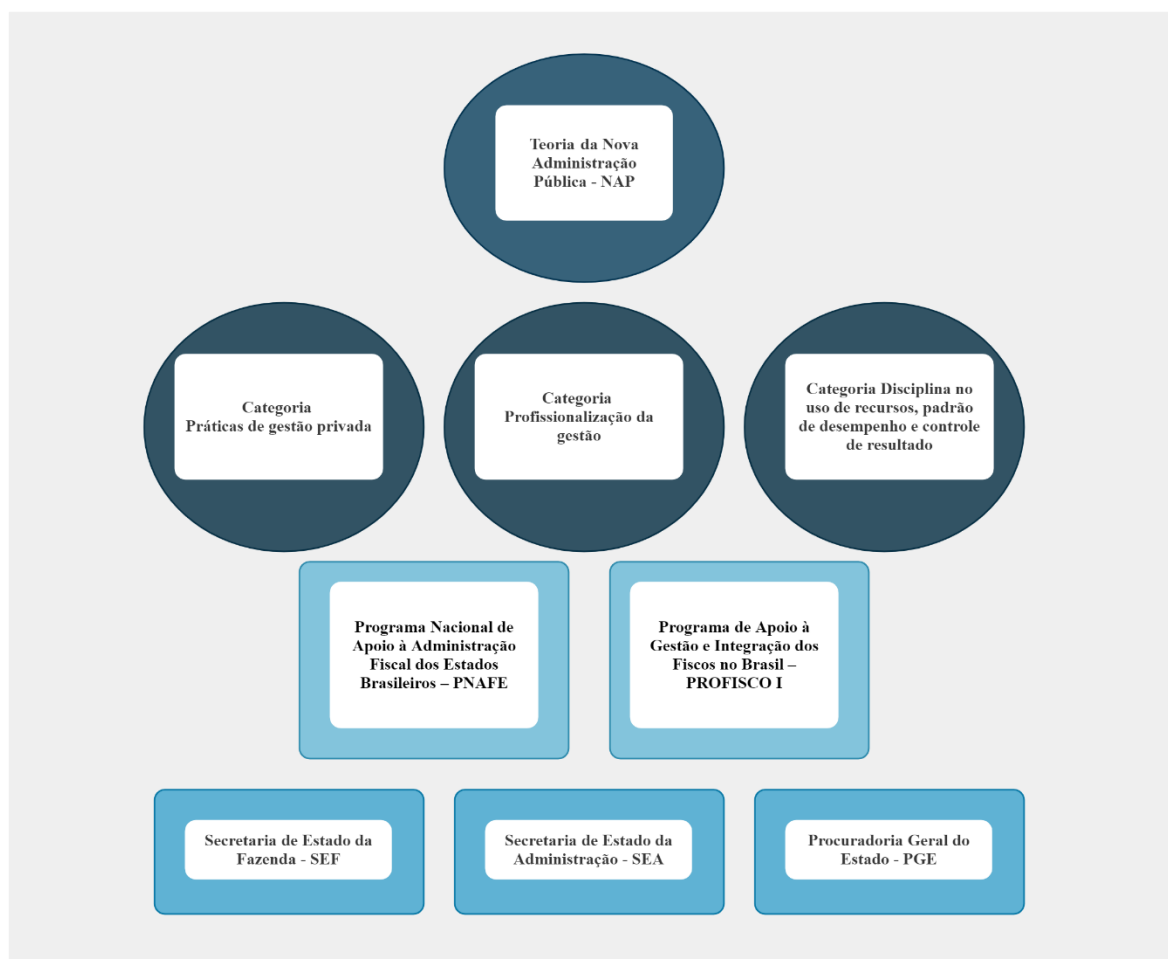 Teoria da Nova
Administração
Pública - NAP
Categoria
Práticas de gestão privada
Categoria
Profissionalização da
gestão
Categoria Disciplina no
uso de recursos, padrão
de desempenho e controle
de resultado
Programa Nacional de
Apoio à Administração
Fiscal dos Estados
Brasileiros – PNAFE
Programa de Apoio à
Gestão e Integração dos
Fiscos no Brasil –
PROFISCO I
Secretaria de Estado da
Fazenda - SEF
Secretaria de Estado da
Administração - SEA
Procuradoria Geral do
Estado - PGE